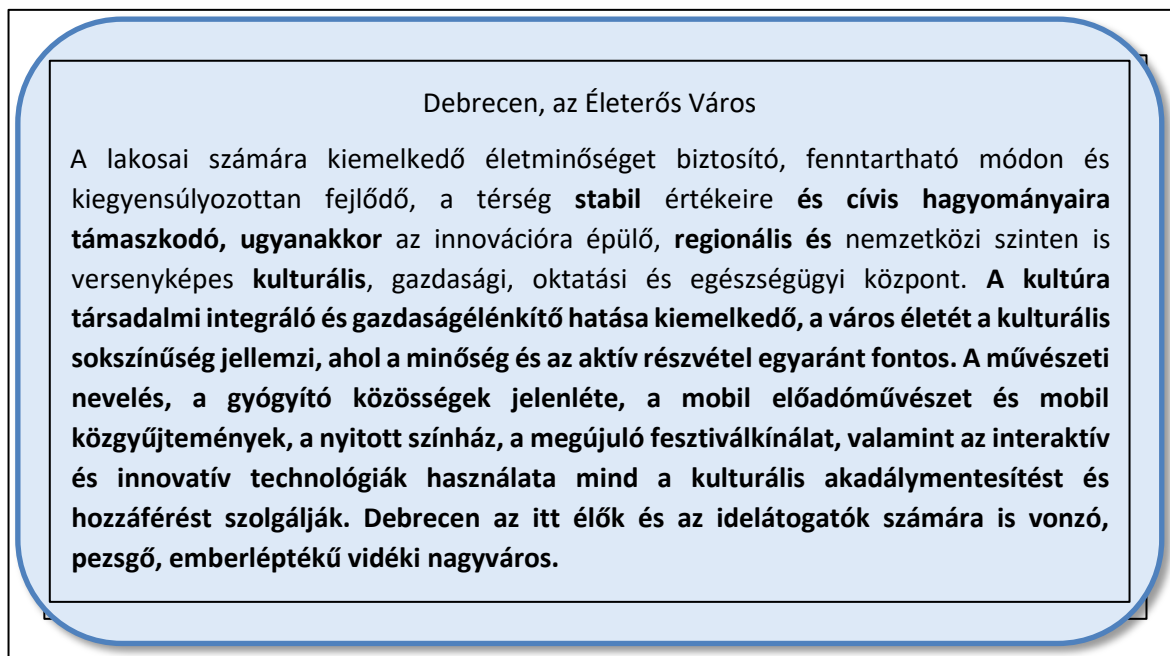 Debrecen, az Életerős Város
A lakosai számára kiemelkedő életminőséget biztosító, fenntartható módon és
kiegyensúlyozottan fejlődő, a térség stabil értékeire és cívis hagyományaira
támaszkodó, ugyanakkor az innovációra épülő, regionális és nemzetközi szinten is
versenyképes kulturális, gazdasági, oktatási és egészségügyi központ. A kultúra
társadalmi integráló és gazdaságélénkítő hatása kiemelkedő, a város életét a kulturális
sokszínűség jellemzi, ahol a minőség és az aktív részvétel egyaránt fontos. A művészeti
nevelés, a gyógyító közösségek jelenléte, a mobil előadóművészet és mobil
közgyűjtemények, a nyitott színház, a megújuló fesztiválkínálat, valamint az interaktív
és innovatív technológiák használata mind a kulturális akadálymentesítést és
hozzáférést szolgálják. Debrecen az itt élők és az idelátogatók számára is vonzó,
pezsgő, emberléptékű vidéki nagyváros.